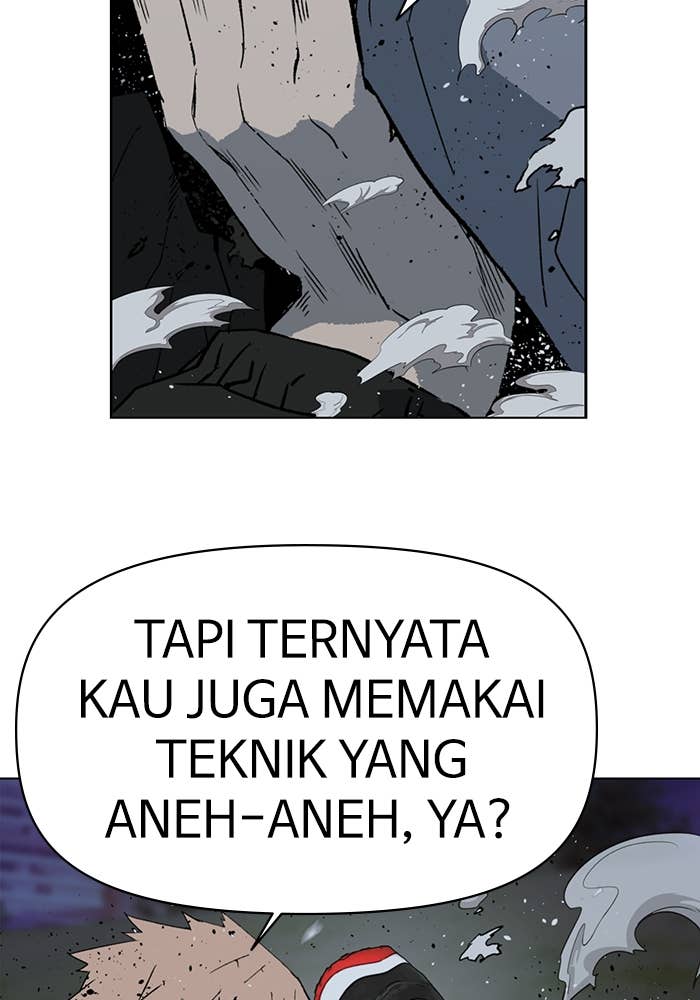 TAPI TERNYATA
KAU JUGA MEMAKAI
TEKNIK YANG
ANEH-ANEH, YA?